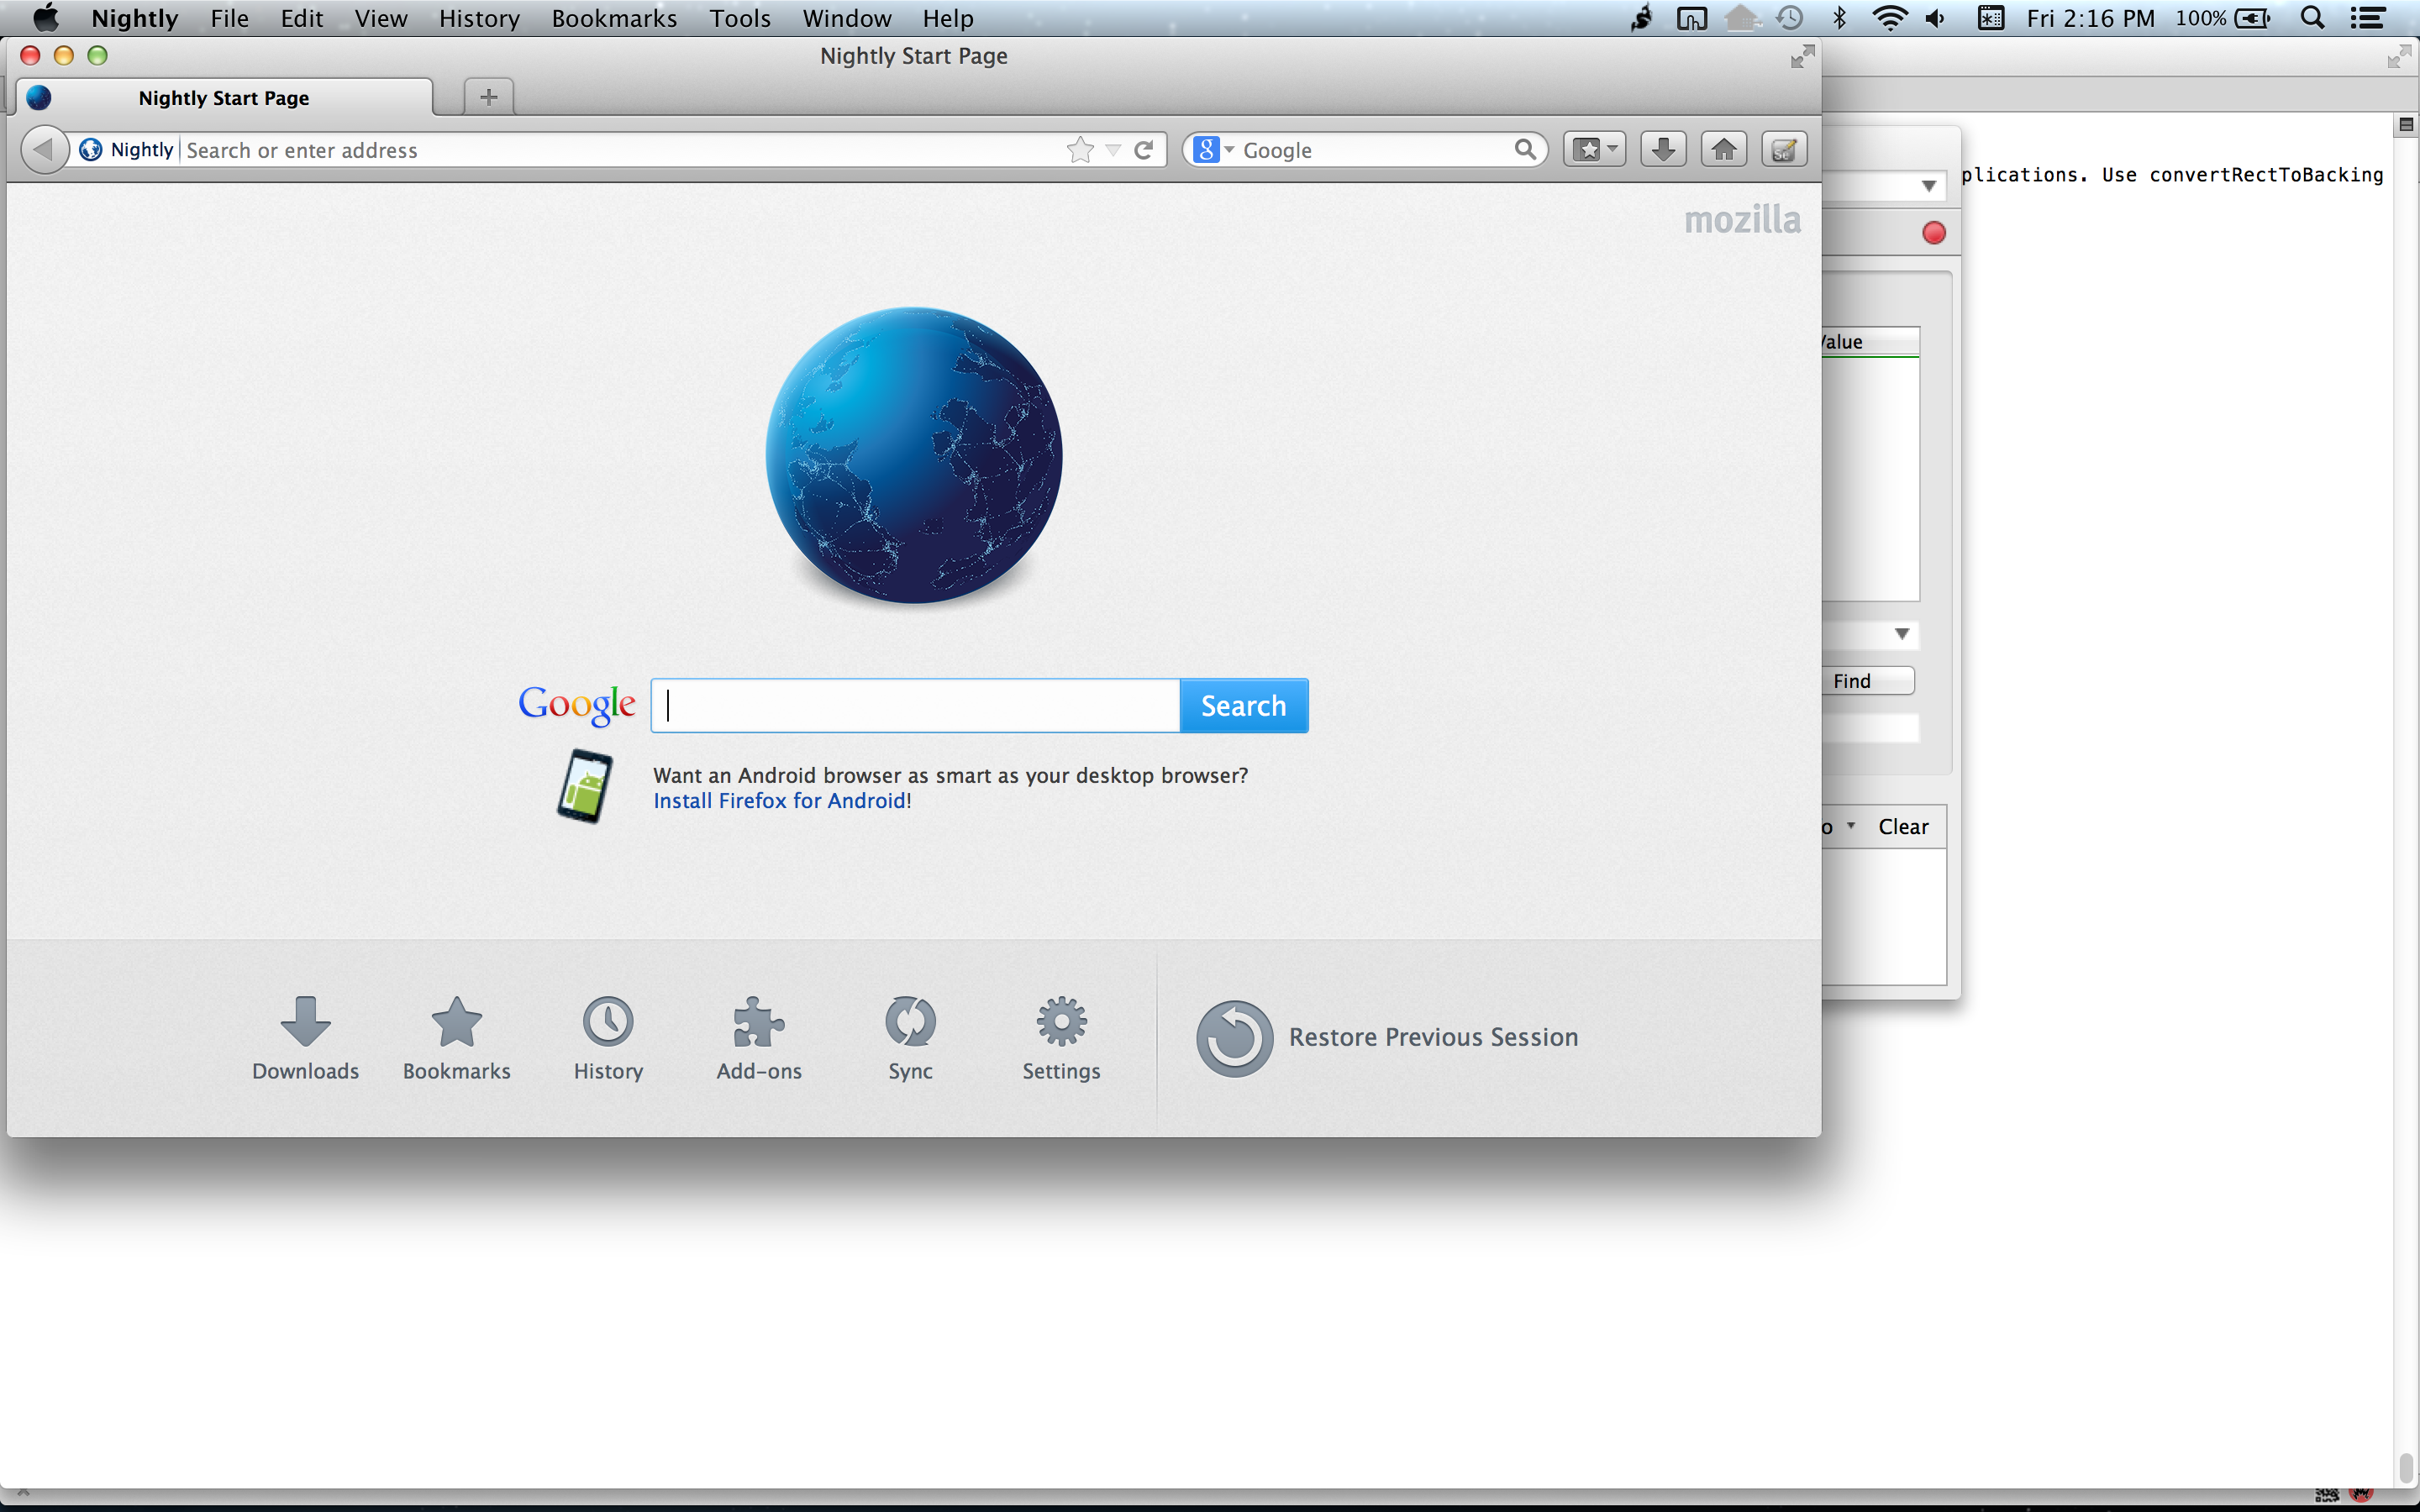 Nightly File Edit View History Bookmarks Tools Window Help
Fri 2:16 PM 100%
Nightly Start Page
Nightly Start Page
Nightly Search or enter address
Google
plications. Use convertRectToBacking
mozilla
Value
Google Search
Find
Want an Android browser as smart as your desktop browser?
Install Firefox for Android!
o Clear
Downloads Bookmarks History Add-ons Sync Settings
Restore Previous Session